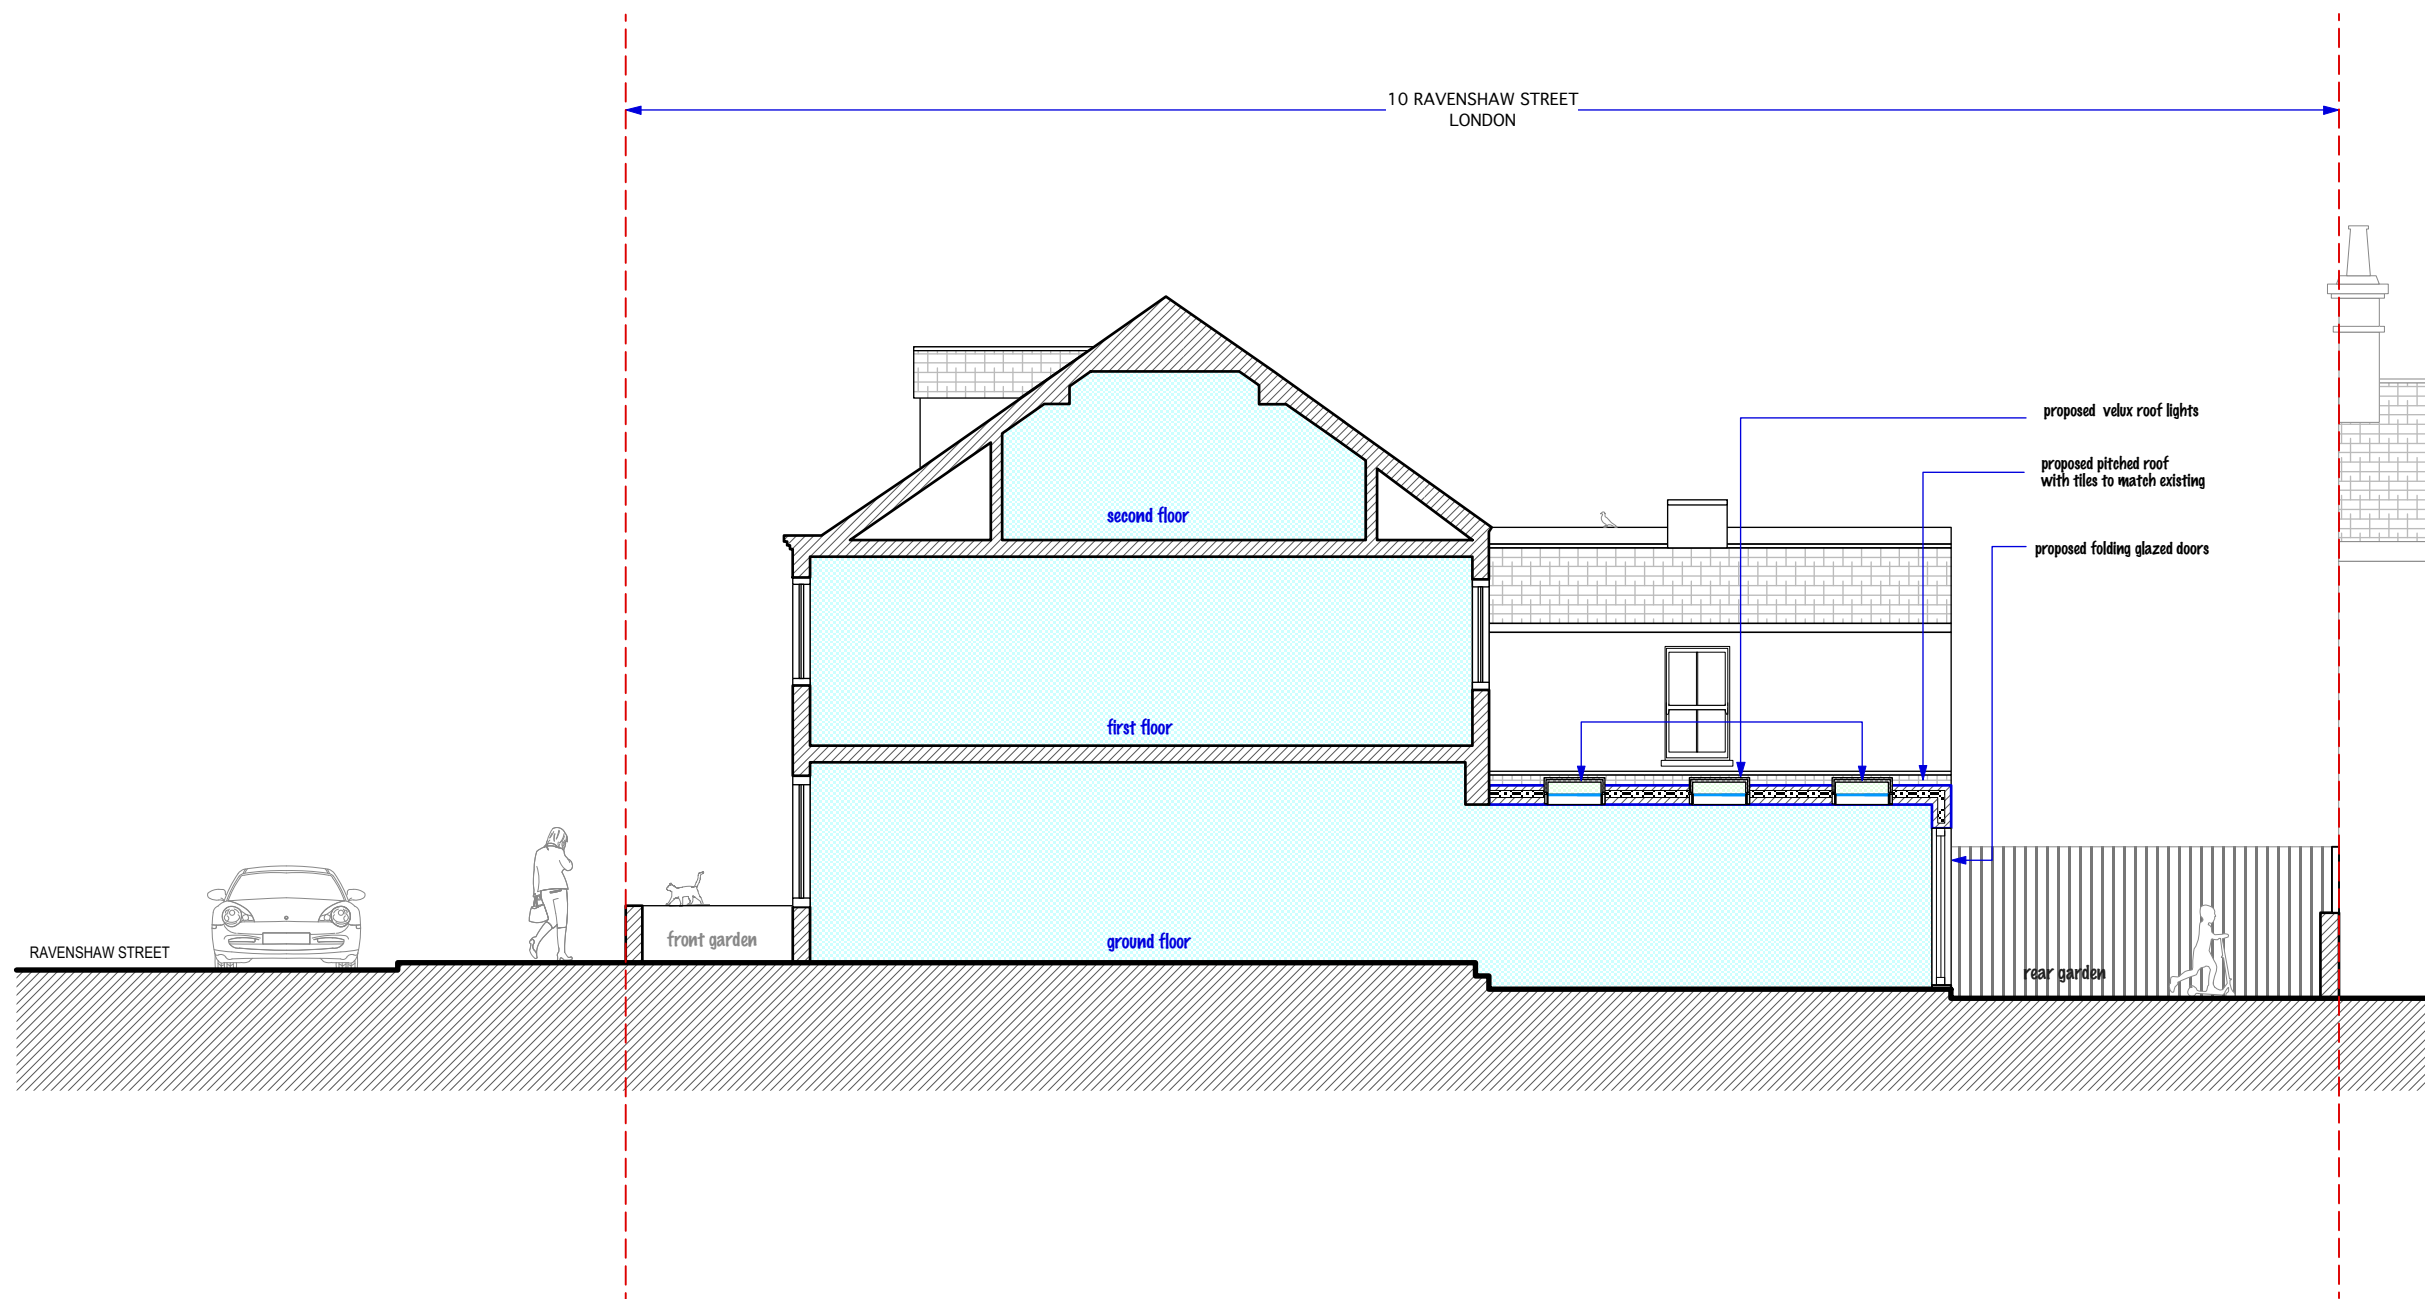 10 RAVENSHAW STREET
LONDON
proposed velux roof lights
proposed pitched roof
with tiles to match existing
second floor
proposed folding glazed doors
first floor
front garden
ground floor
RAVENSHAW STREET
rear garden